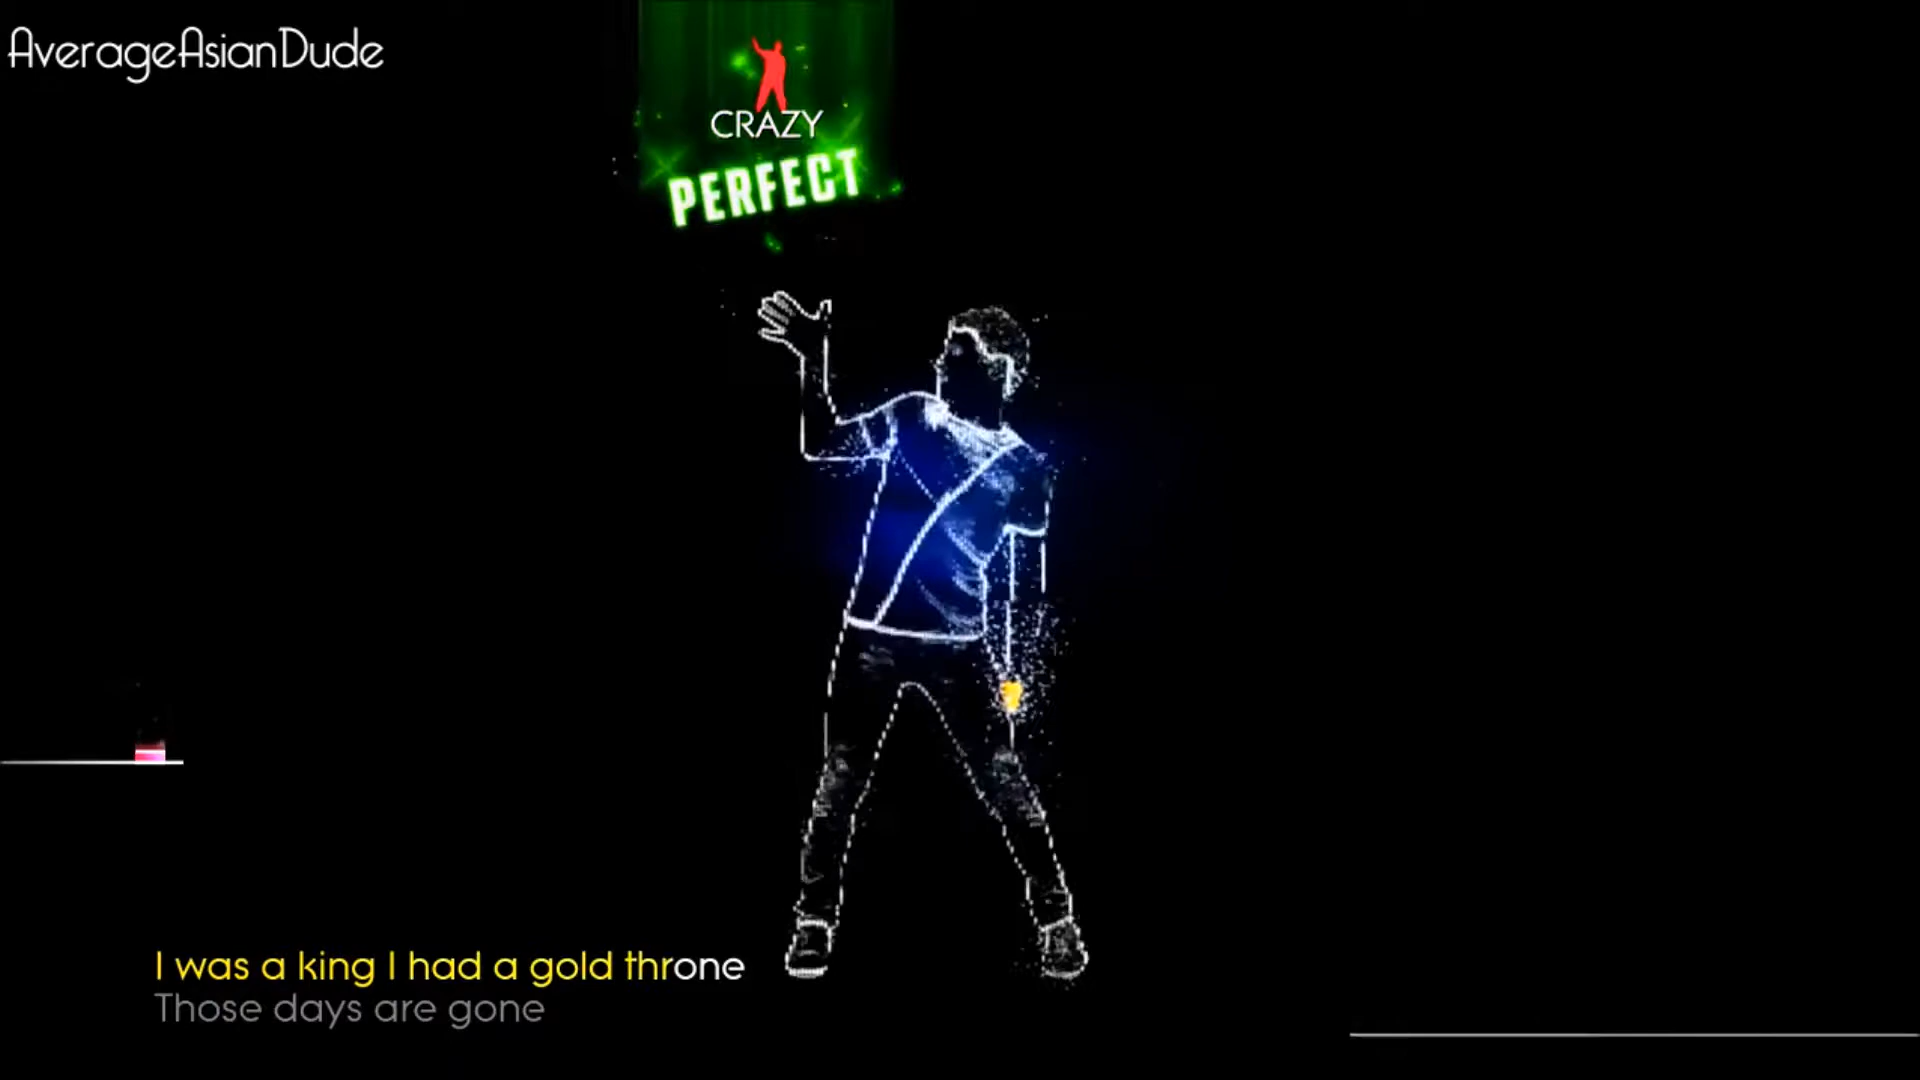 AverageAsianDude
CRAZY
PERFECT
I was a king I had a gold throne
Those days are gone